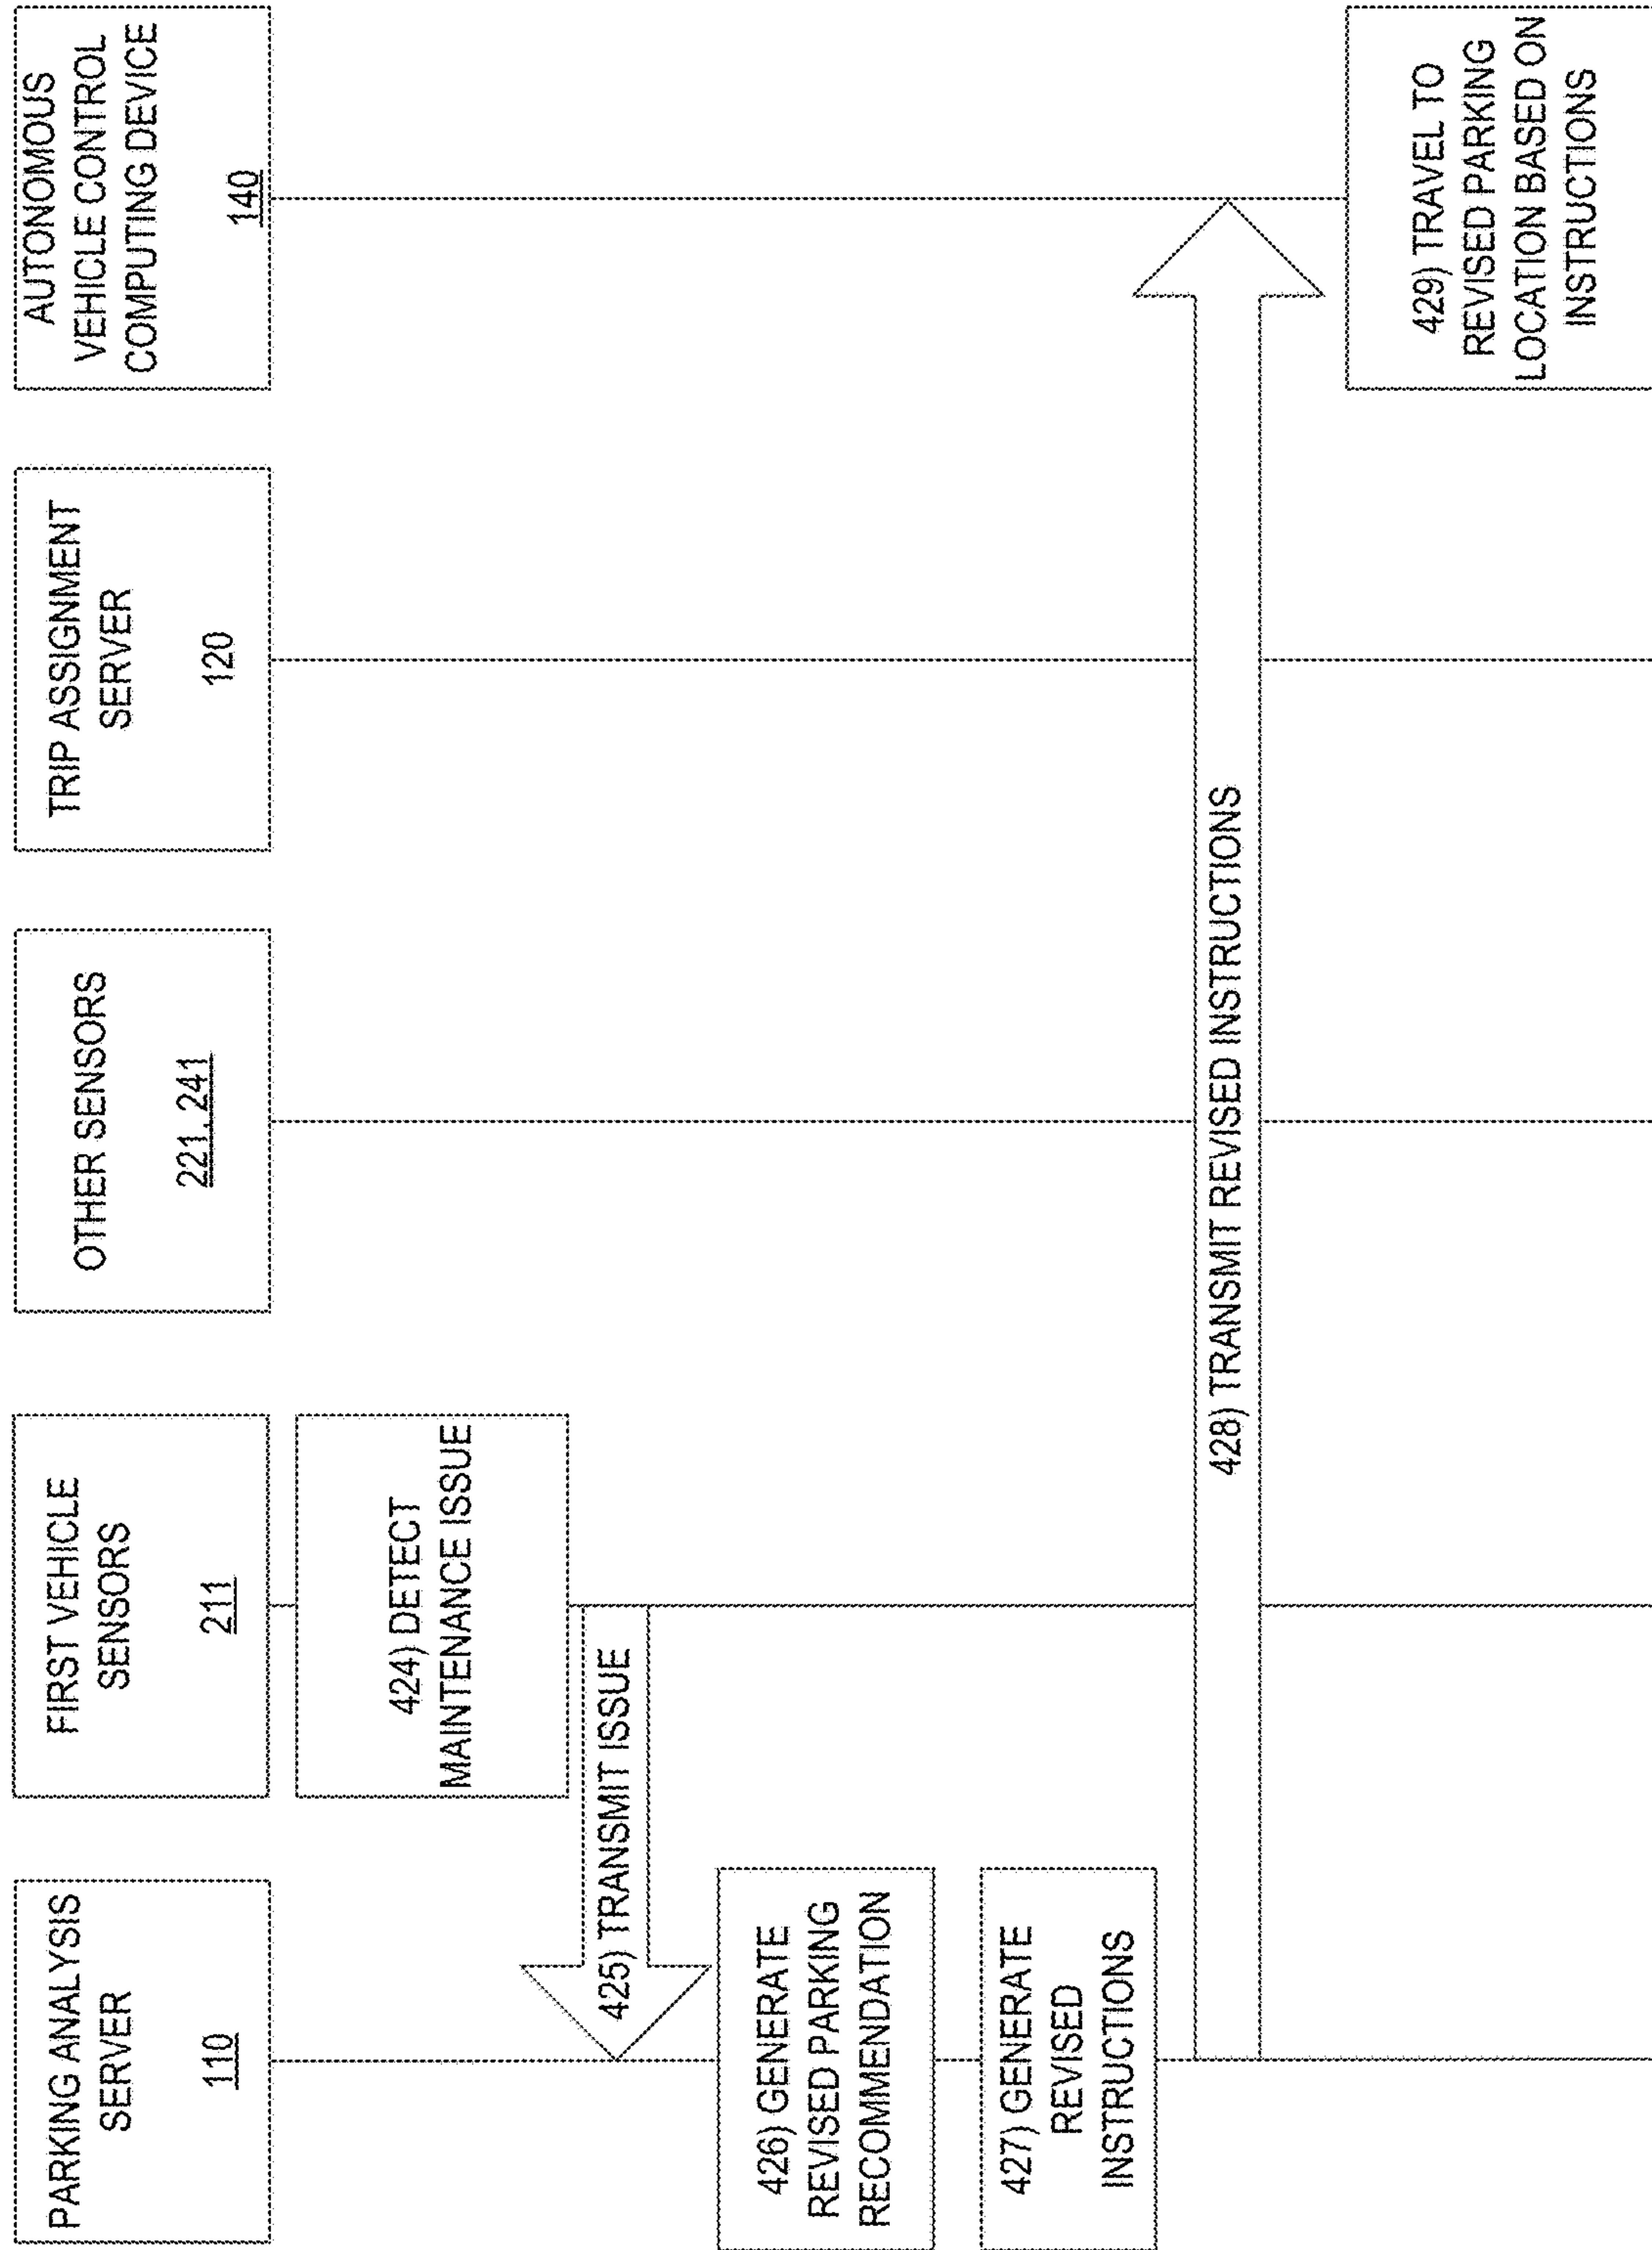 PARKING ANALYSIS
SERVER
110
FIRST VEHICLE
SENSORS
211
OTHER SENSORS
221, 241
TRIP ASSIGNMENT
SERVER
120
AUTONOMOUS
VEHICLE CONTROL
COMPUTING DEVICE
140
424) DETECT
MAINTENANCE ISSUE
425) TRANSMIT ISSUE
426) GENERATE
REVISED PARKING
RECOMMENDATION
427) GENERATE
REVISED
INSTRUCTIONS
428) TRANSMIT REVISED INSTRUCTIONS
429) TRAVEL TO
REVISED PARKING
LOCATION BASED ON
INSTRUCTIONS